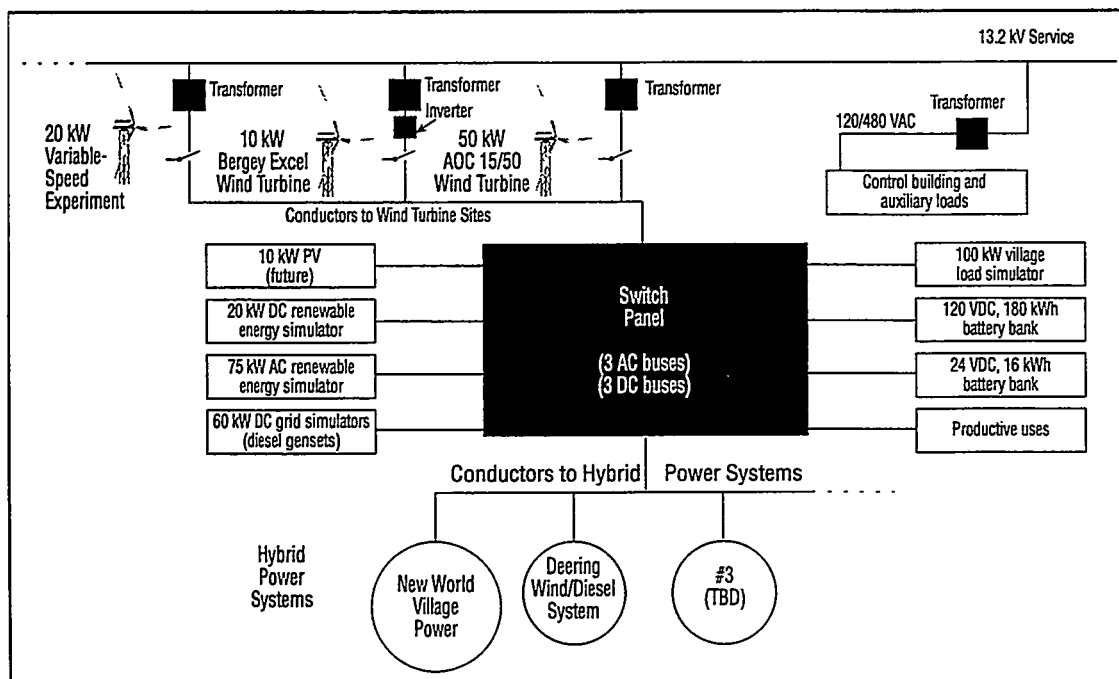 13.2 kV Service
Transformer
Transformer
Inverter
Transformer
Transformer
120/480 VAC
20 kW
Variable-
Speed
Experiment
10 kW
Bergey Excel
Wind Turbine
50 kW
AOC 15/50
Wind Turbine
Control building and
auxiliary loads
Conductors to Wind Turbine Sites
10 kW PV
(future)
20 kW DC renewable
energy simulator
75 kW AC renewable
energy simulator
60 kW DC grid simulators
(diesel gensets)
Switch
Panel
(3 AC buses)
(3 DC buses)
100 kW village
load simulator
120 VDC, 180 kWh
battery bank
24 VDC, 16 kWh
battery bank
Productive uses
Conductors to Hybrid Power Systems
Hybrid
Power
Systems
New World
Village
Power
Deering
Wind/Diesel
System
#3
(TBD)